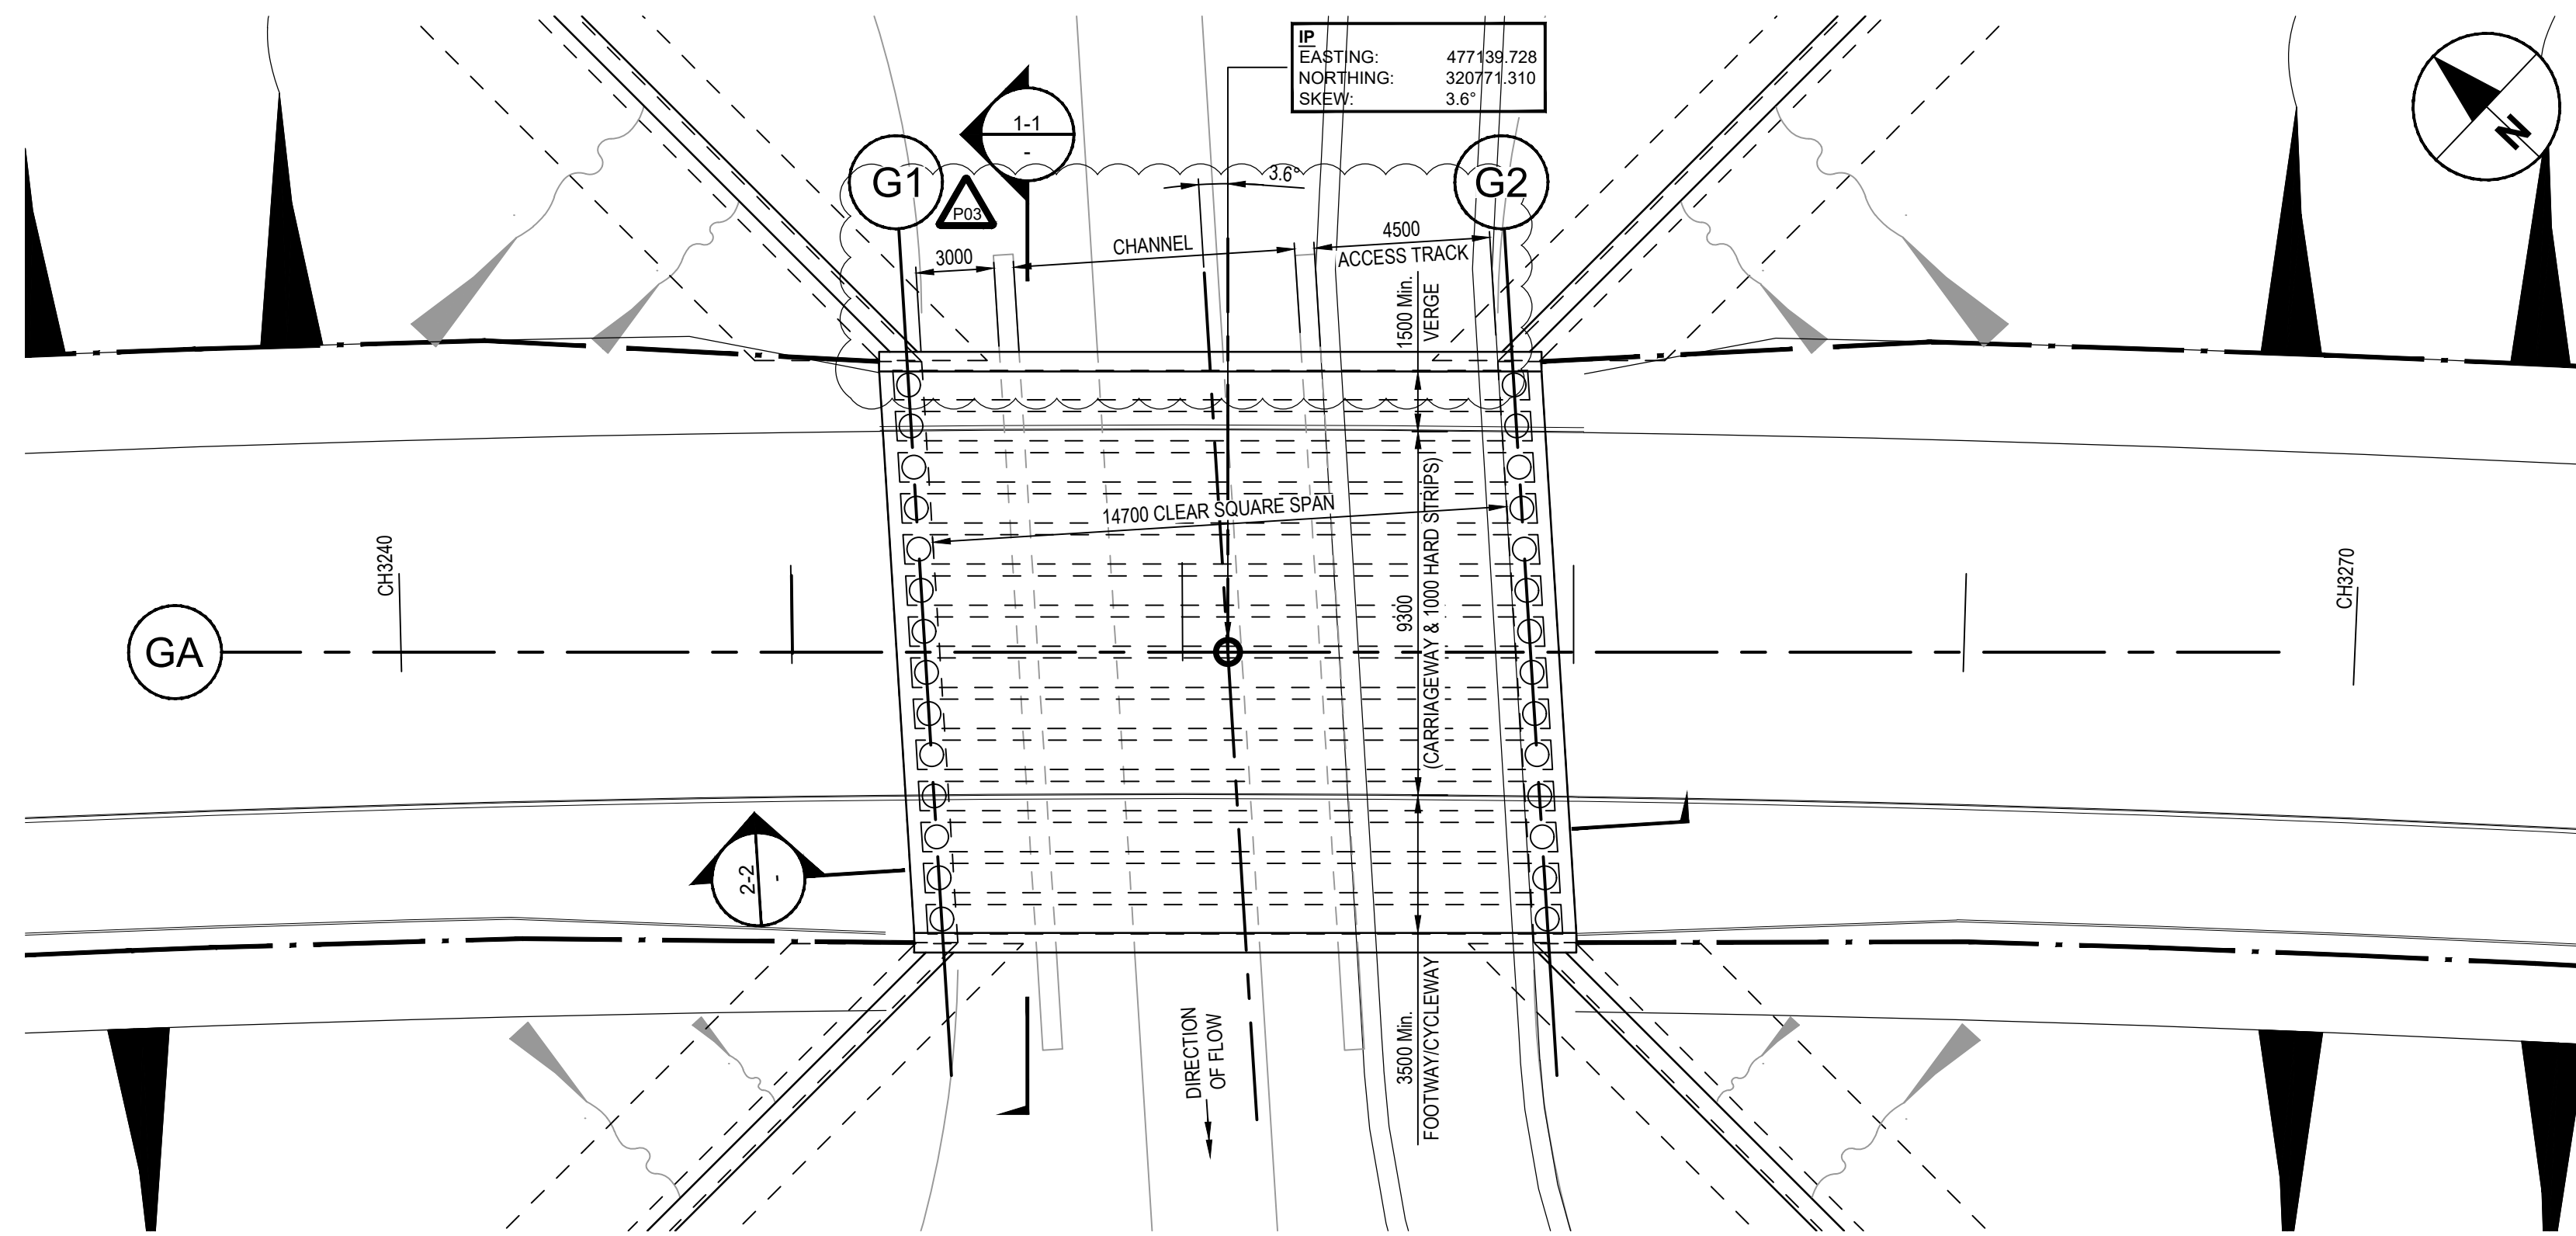 IP
EASTING: 477139.728
NORTHING: 320771.310
SKEW: 3.6°
N
1-1
-
G1
P03
3.6°
G2
3000
CHANNEL
4500
ACCESS TRACK
1500 Min.
VERGE
14700 CLEAR SQUARE SPAN
9300
(CARRIAGEWAY & 1000 HARD STRIPS)
CH3240
CH3270
GA
2-2
-
DIRECTION
OF FLOW
3500 Min.
FOOTWAY/CYCLEWAY